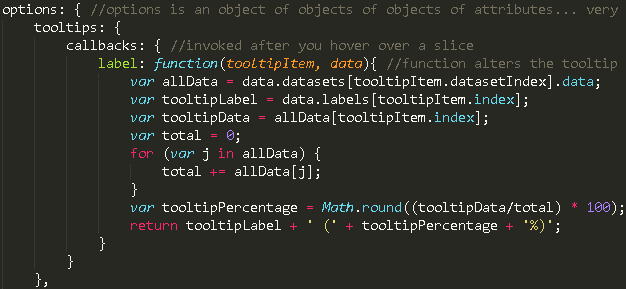 options: { //options is an object of objects of objects of attributes... very
tooltips: {
callbacks: { //invoked after you hover over a slice
label: function(tooltipItem, data){ //function alters the tooltip
var allData = data.datasets[tooltipItem.datasetIndex].data;
var tooltipLabel = data.labels[tooltipItem.index];
var tooltipData = allData[tooltipItem.index];
var total = 0;
for (var j in allData) {
total += allData[j];
}
var tooltipPercentage = Math.round((tooltipData/total) * 100);
return tooltipLabel + ' (' + tooltipPercentage + '%)';
}
}
},